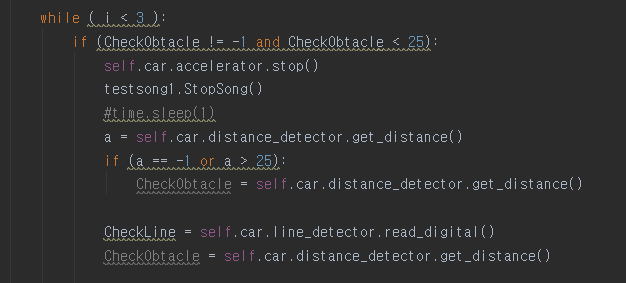 while ( i < 3 ):
if (CheckObtacle != -1 and CheckObtacle < 25):
self.car.accelerator.stop()
testsong1.StopSong()
#time.sleep(1)
a = self.car.distance_detector.get_distance()
if (a == -1 or a > 25):
CheckObtacle = self.car.distance_detector.get_distance()
CheckLine = self.car.line_detector.read_digital()
CheckObtacle = self.car.distance_detector.get_distance()